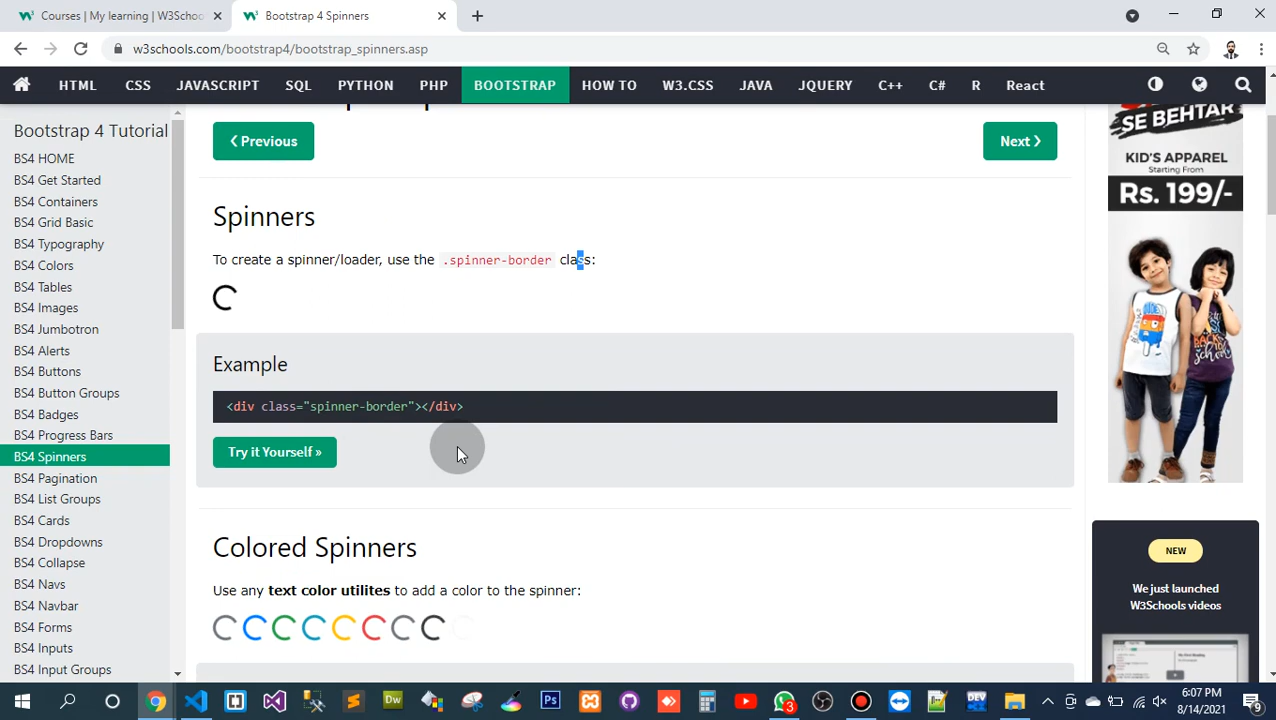 Courses | My learning | W3Schoo
Bootstrap 4 Spinners
w3schools.com/bootstrap4/bootstrap_spinners.asp
HTML CSS JAVASCRIPT SQL PYTHON PHP BOOTSTRAP HOW TO W3.CSS JAVA JQUERY C++ C# R React
Bootstrap 4 Tutorial
BS4 HOME
BS4 Get Started
BS4 Containers
BS4 Grid Basic
BS4 Typography
BS4 Colors
BS4 Tables
BS4 Images
BS4 Jumbotron
BS4 Alerts
BS4 Buttons
BS4 Button Groups
BS4 Badges
BS4 Progress Bars
BS4 Spinners
BS4 Pagination
BS4 List Groups
BS4 Cards
BS4 Dropdowns
BS4 Collapse
BS4 Navs
BS4 Navbar
BS4 Forms
BS4 Inputs
BS4 Input Groups
❮ Previous
Next ❯
Spinners
To create a spinner/loader, use the .spinner-border class:
Example
<div class="spinner-border"></div>
Try it Yourself »
Colored Spinners
Use any text color utilites to add a color to the spinner:
SE BEHTAR
KID'S APPAREL
Starting From
Rs. 199/-
NEW
We just launched
W3Schools videos
6:07 PM
8/14/2021